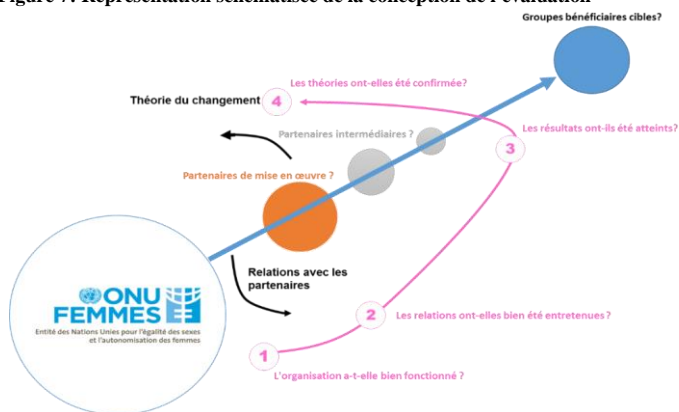 Figure 7: Représentation schématisée de la conception de l'évaluation
Groupes bénéficiaires cibles?
Les théories ont-elles été confirmée?
Théorie du changement
4
Partenaires intermédiaires ?
Les résultats ont-ils été atteints?
3
Partenaires de mise en œuvre ?
Relations avec les
partenaires
ONU
FEMMES
Entité des Nations Unies pour l'égalité des sexes
et l'autonomisation des femmes
2
Les relations ont-elles bien été entretenues ?
1
L'organisation a-t-elle bien fonctionné ?